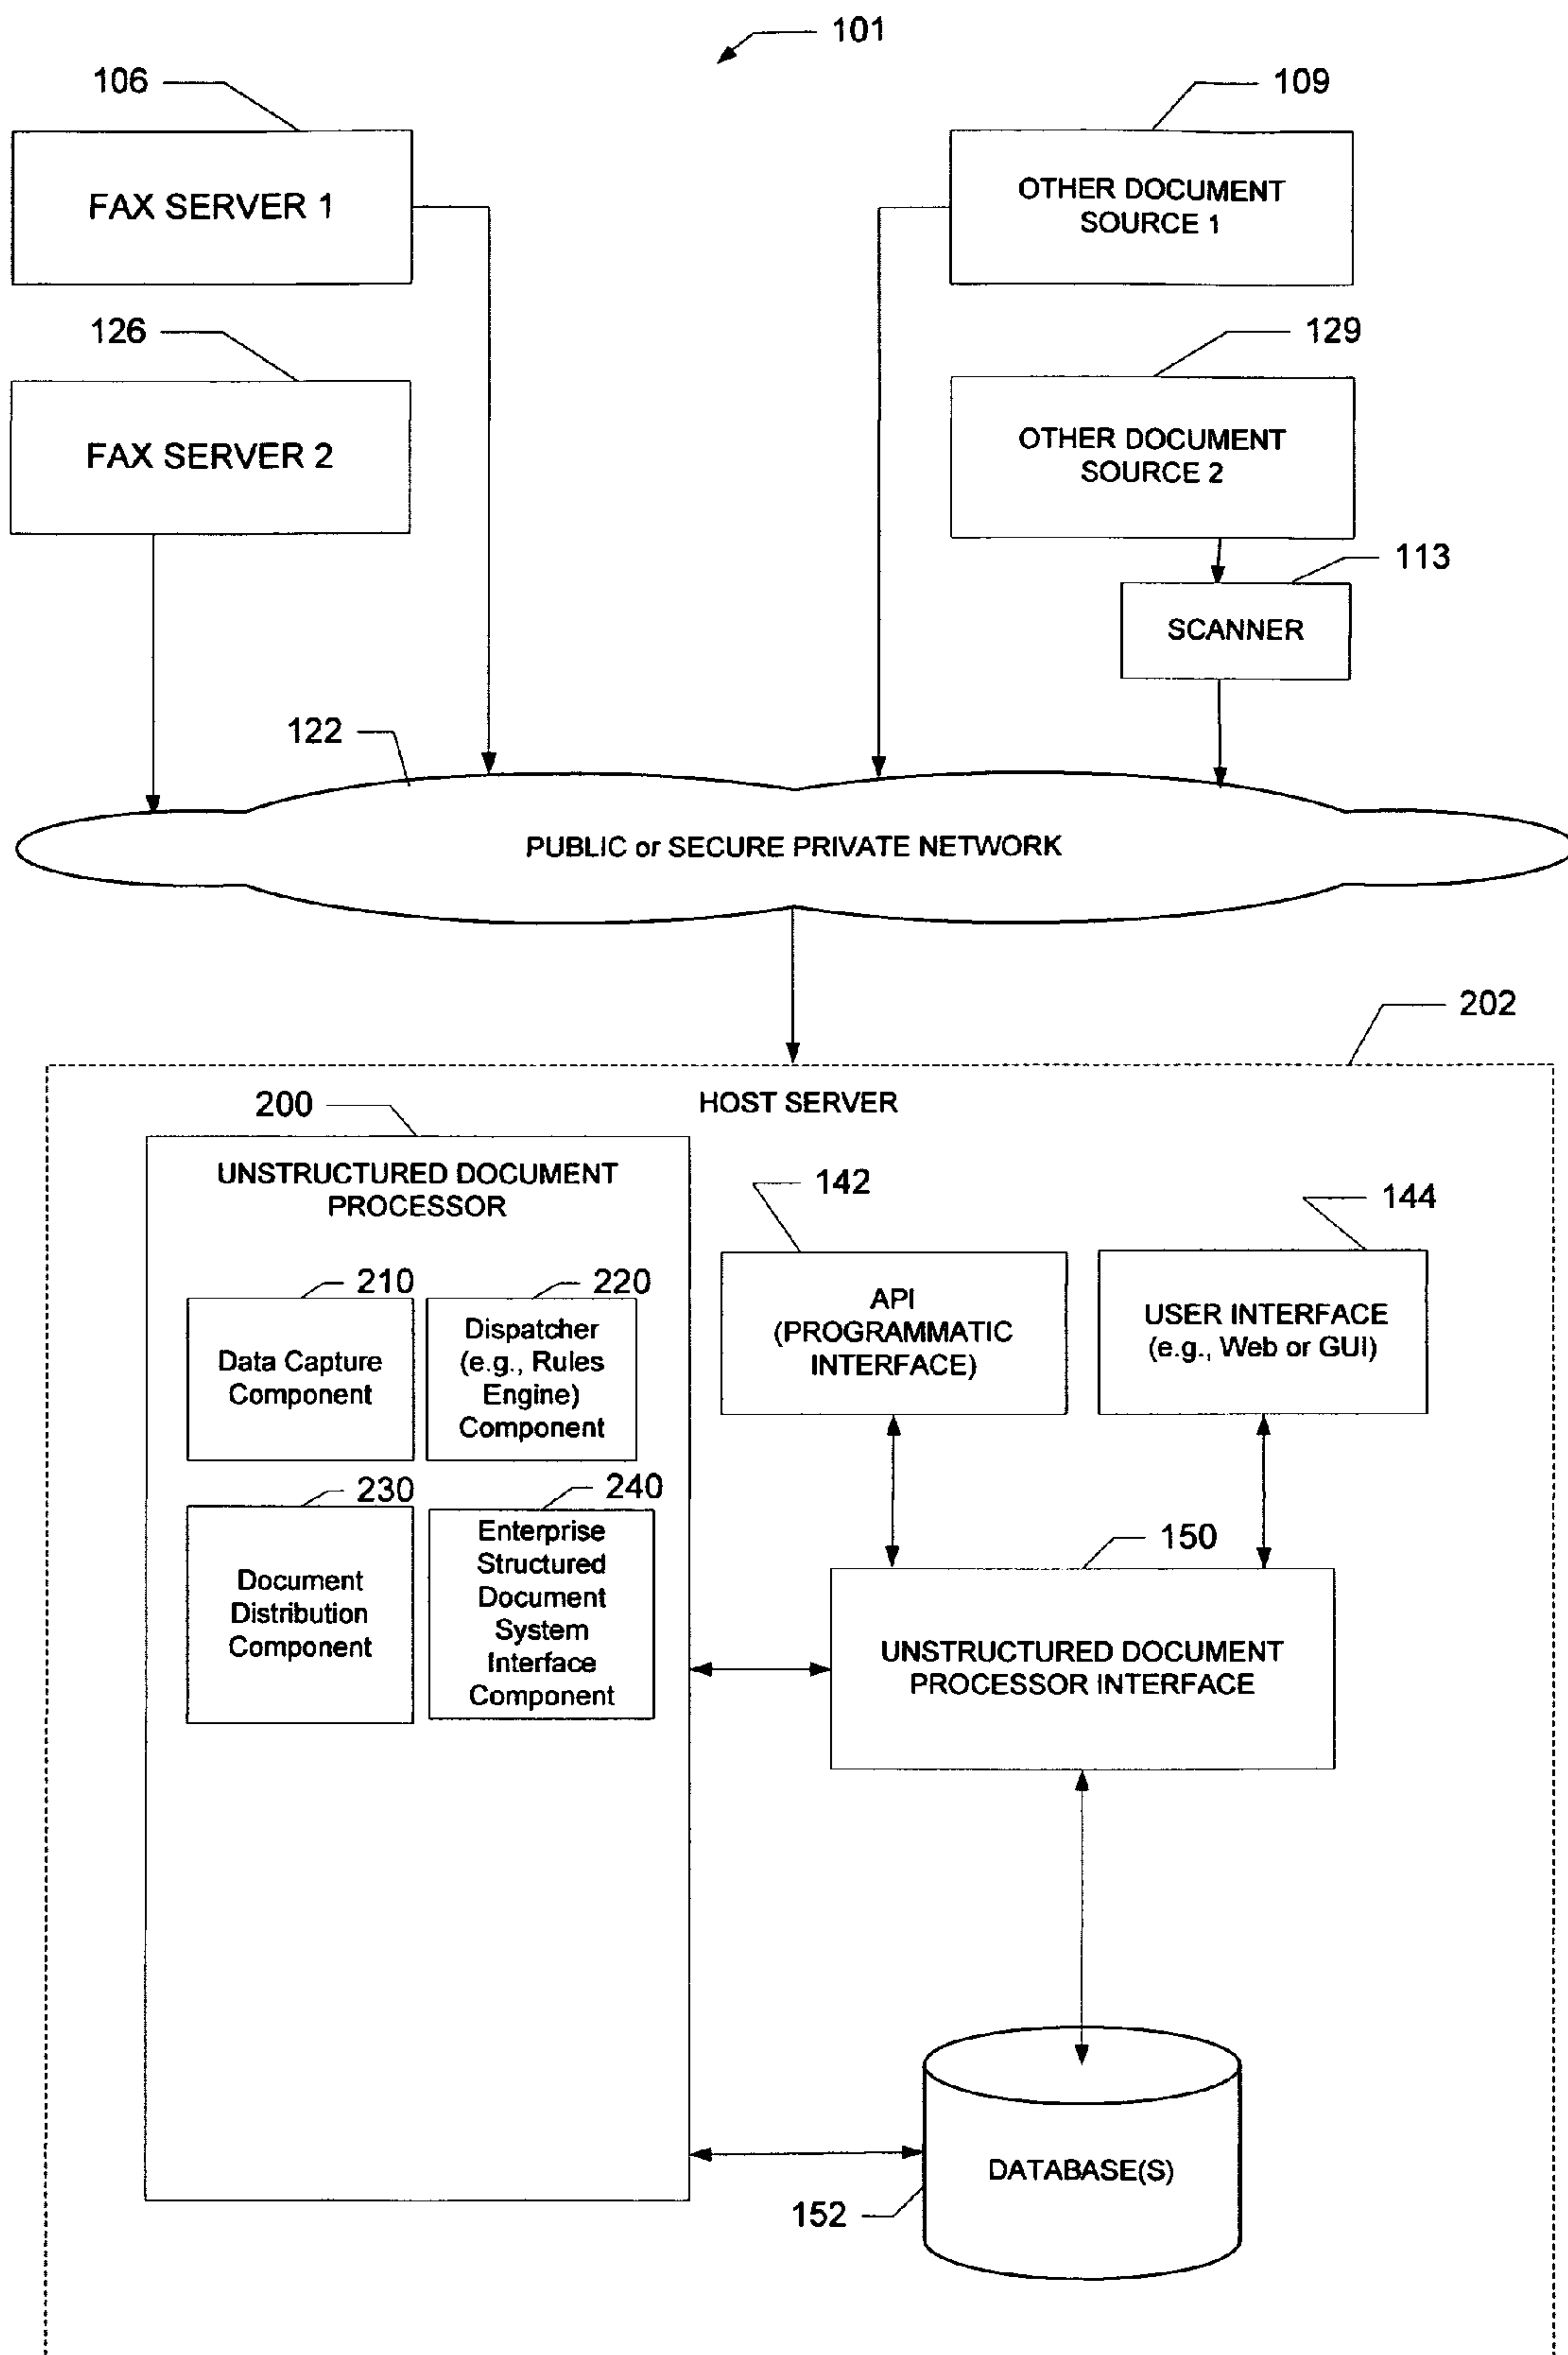 101
106
109
FAX SERVER 1
OTHER DOCUMENT
SOURCE 1
126
129
FAX SERVER 2
OTHER DOCUMENT
SOURCE 2
113
SCANNER
122
PUBLIC or SECURE PRIVATE NETWORK
202
HOST SERVER
200
UNSTRUCTURED DOCUMENT
PROCESSOR
142
144
210
220
Data Capture
Component
Dispatcher
(e.g., Rules
Engine)
Component
API
(PROGRAMMATIC
INTERFACE)
USER INTERFACE
(e.g., Web or GUI)
230
240
Document
Distribution
Component
Enterprise
Structured
Document
System
Interface
Component
150
UNSTRUCTURED DOCUMENT
PROCESSOR INTERFACE
DATABASE(S)
152